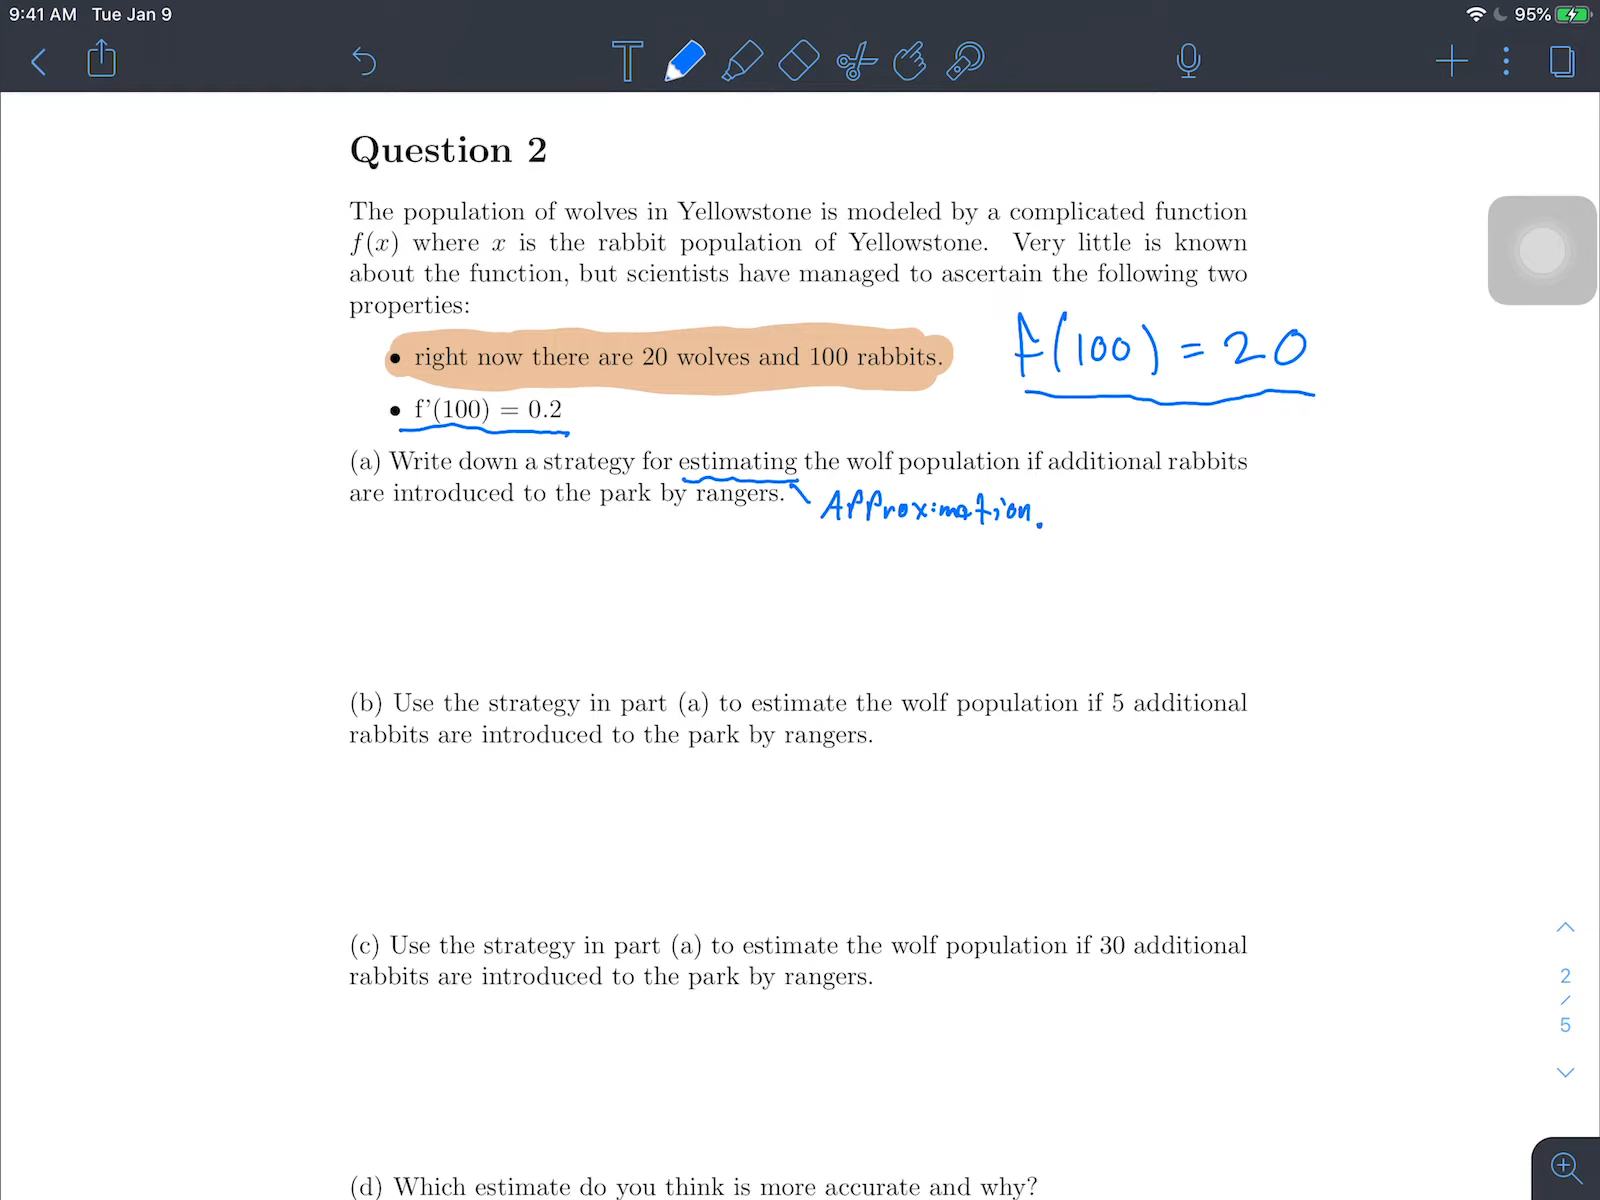 9:41 AM Tue Jan 9
95%
T
Question 2
The population of wolves in Yellowstone is modeled by a complicated function
f(x) where x is the rabbit population of Yellowstone. Very little is known
about the function, but scientists have managed to ascertain the following two
properties:
• right now there are 20 wolves and 100 rabbits.
f(100) = 20
• f'(100) = 0.2
(a) Write down a strategy for estimating the wolf population if additional rabbits
are introduced to the park by rangers.
Approximation.
(b) Use the strategy in part (a) to estimate the wolf population if 5 additional
rabbits are introduced to the park by rangers.
(c) Use the strategy in part (a) to estimate the wolf population if 30 additional
rabbits are introduced to the park by rangers.
2
/
5
(d) Which estimate do you think is more accurate and why?